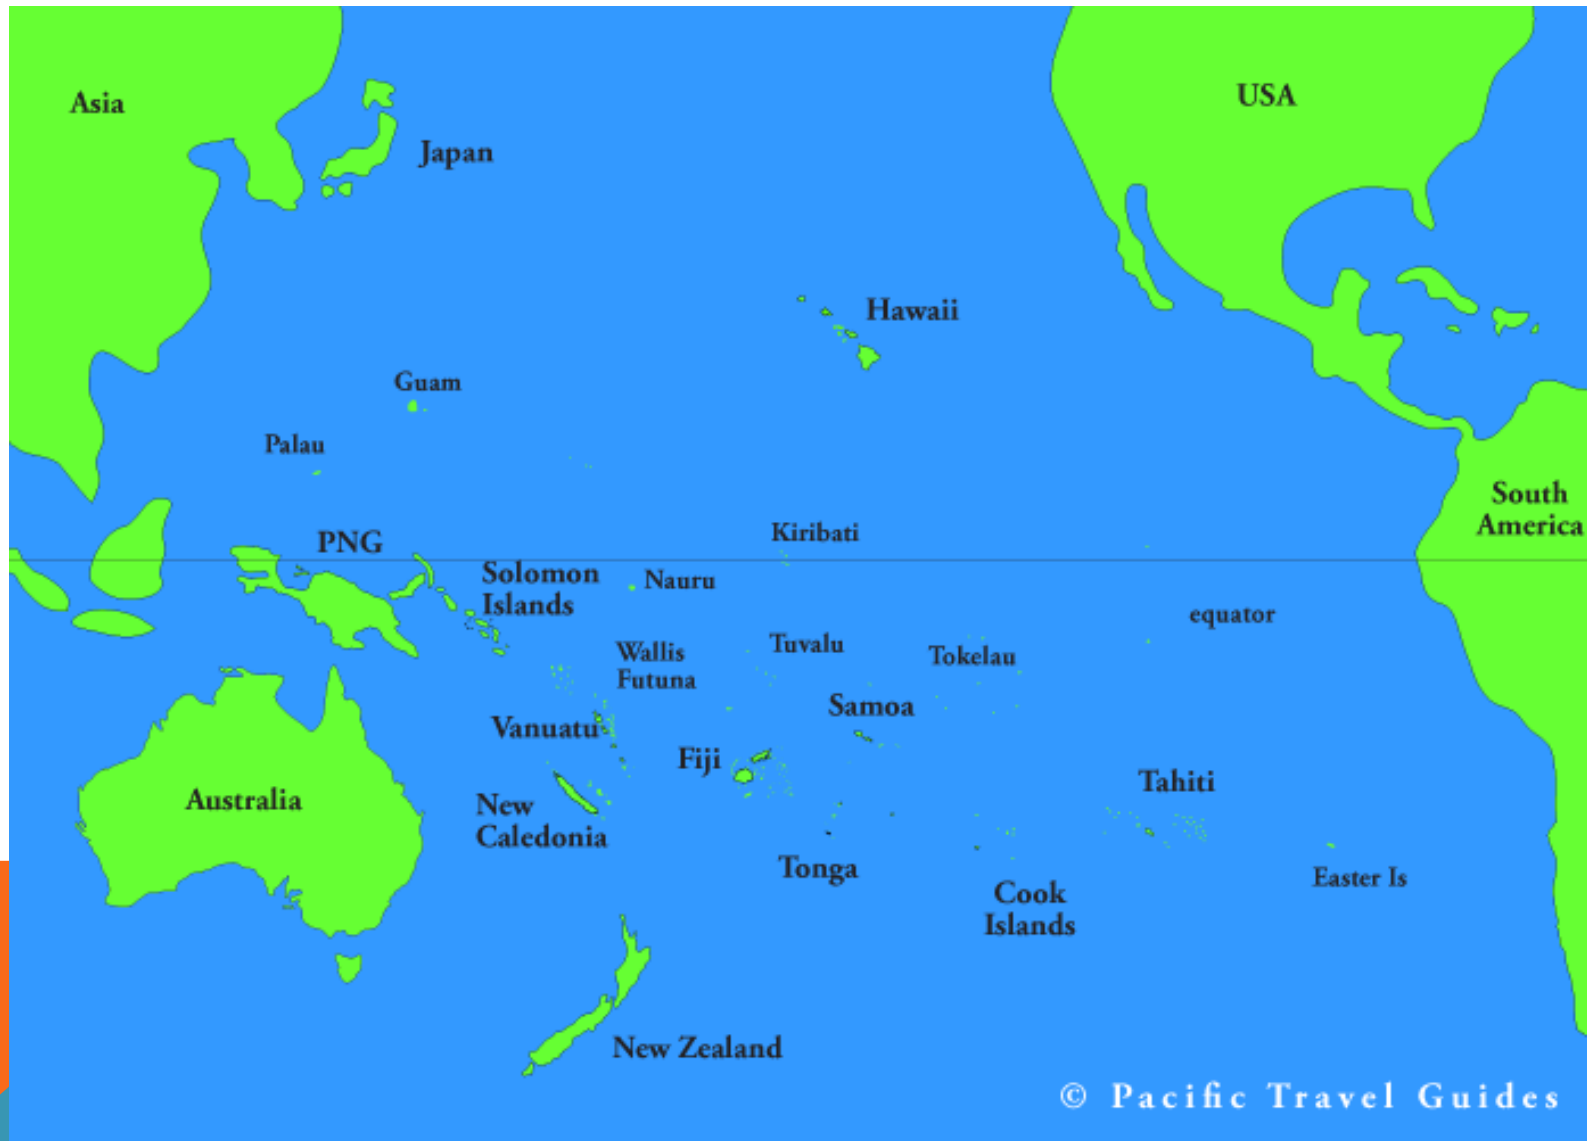 Asia
USA
Japan
Hawaii
Guam
Palau
South
America
PNG
Kiribati
Solomon
Islands
Nauru
equator
Wallis
Futuna
Tuvalu
Tokelau
Samoa
Vanuatu
Fiji
Tahiti
Australia
New
Caledonia
Tonga
Easter Is
Cook
Islands
New Zealand
© Pacific Travel Guides